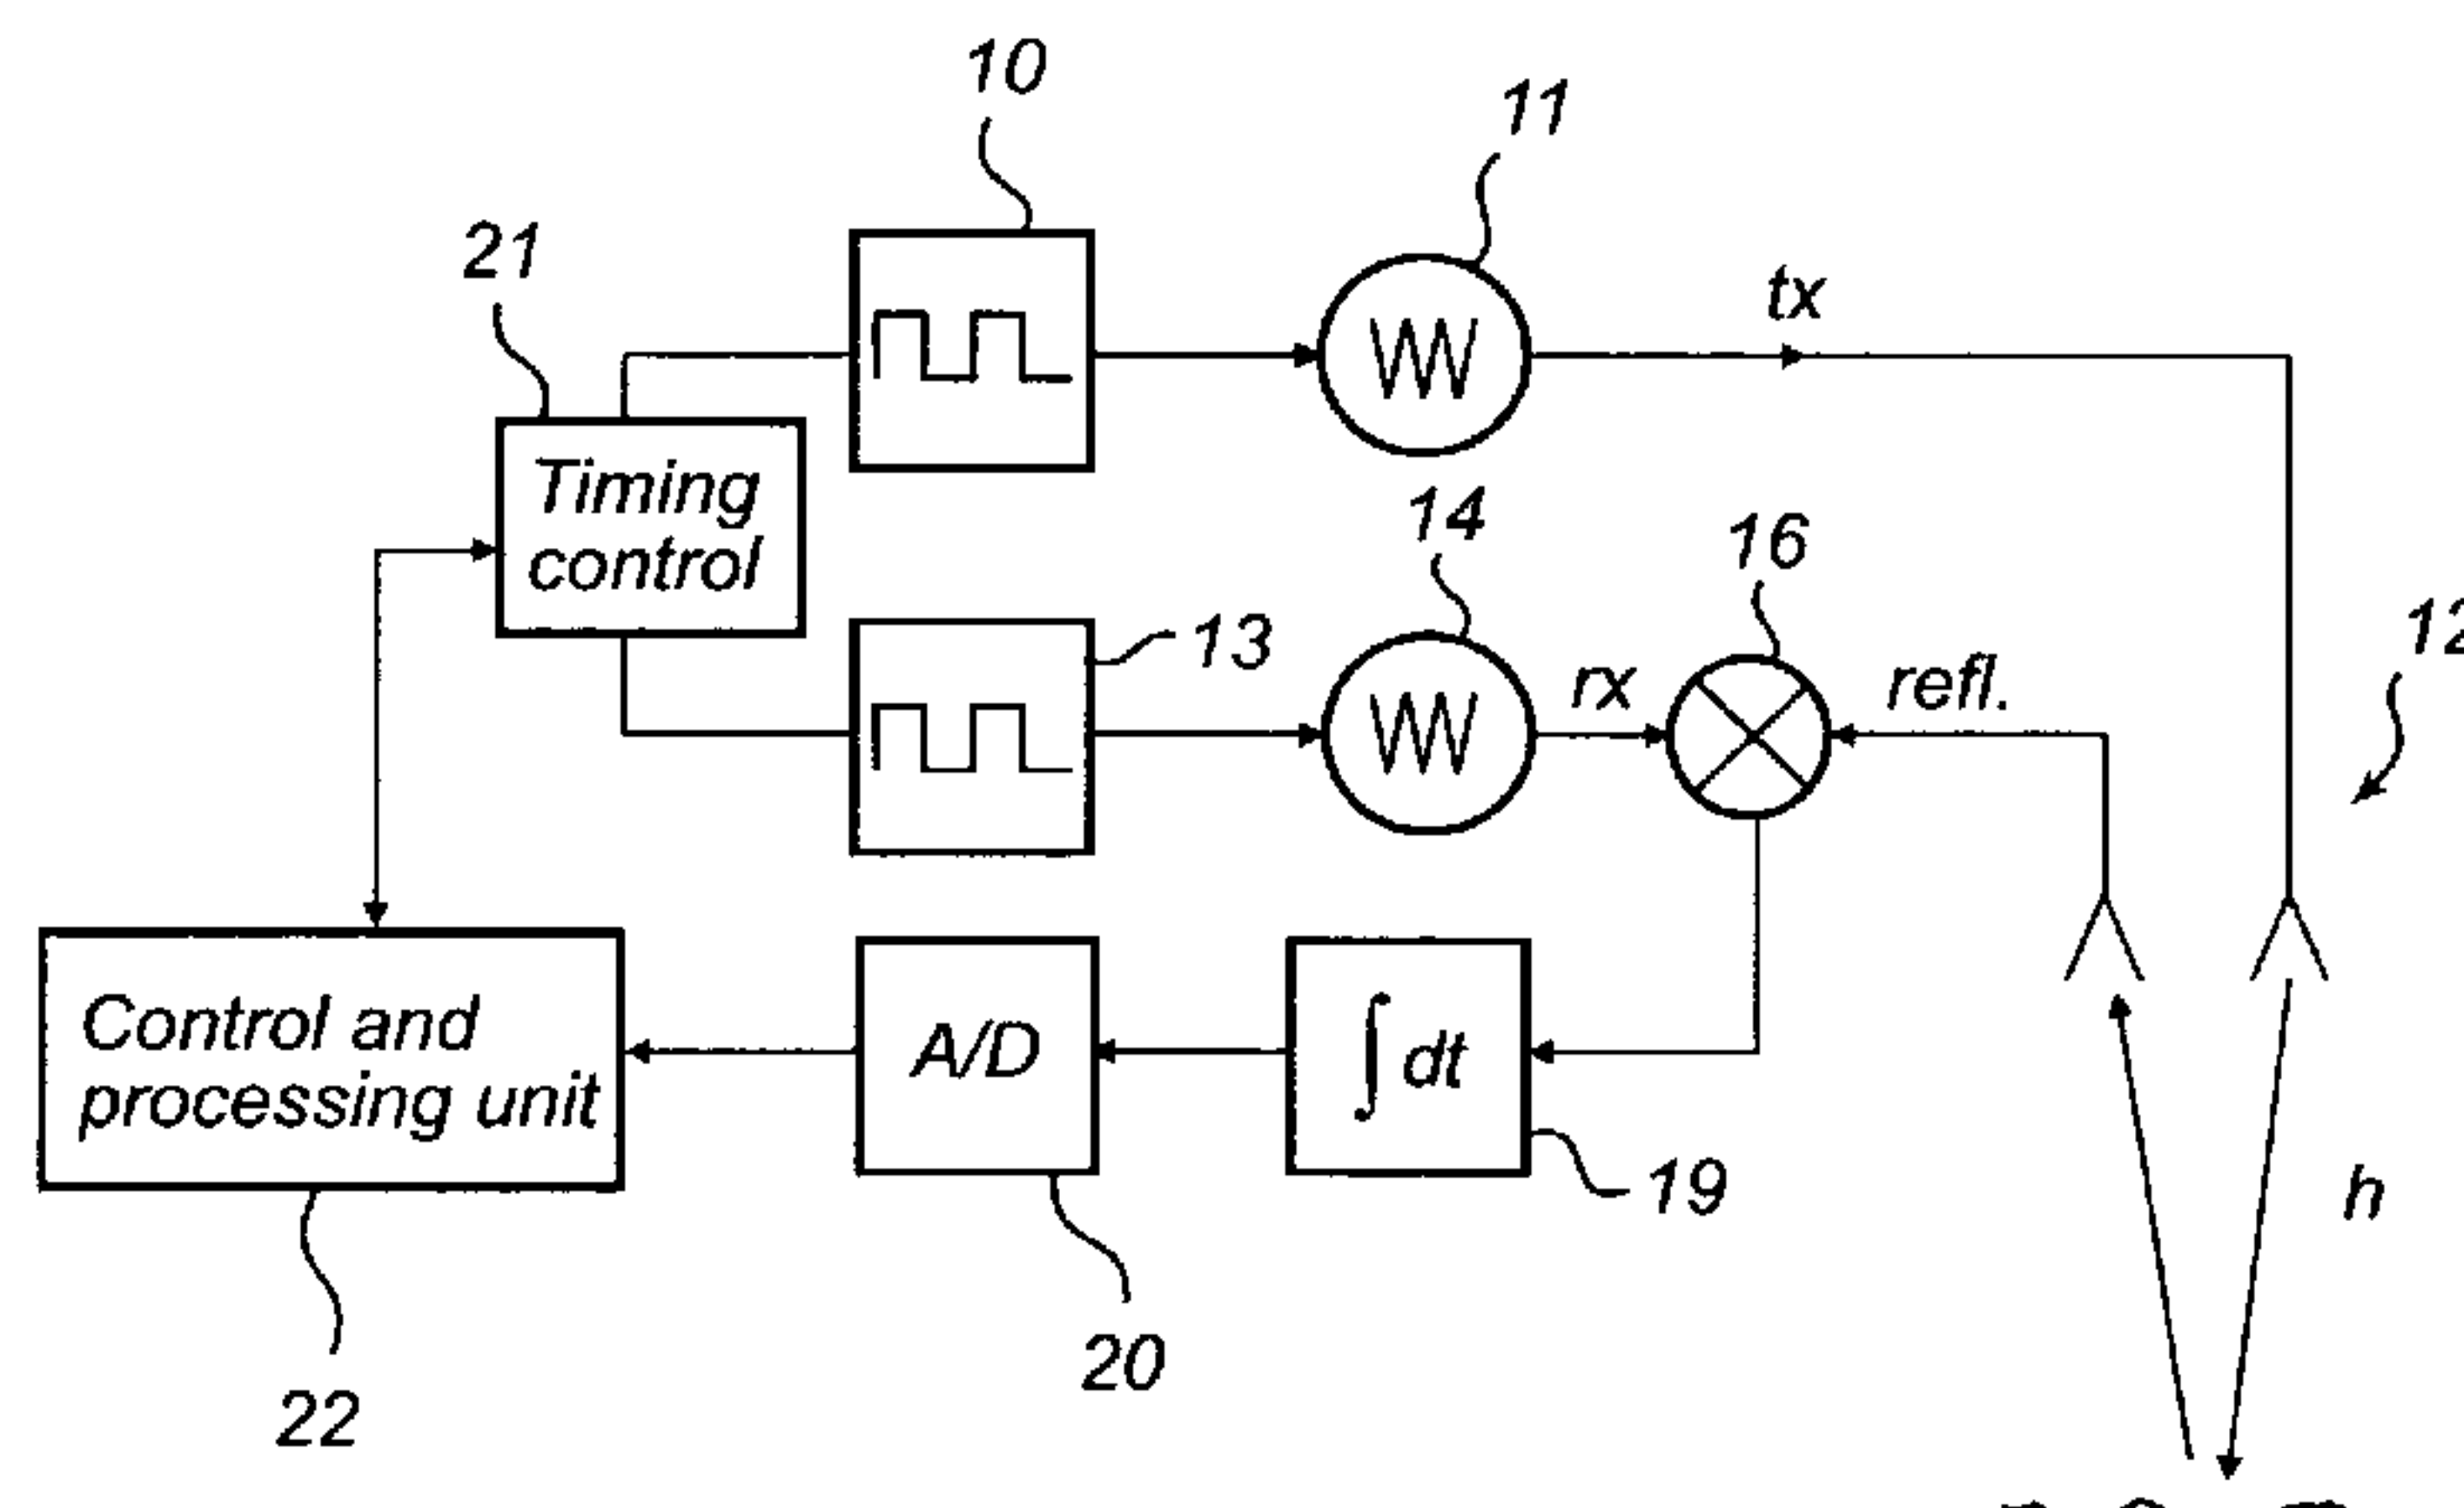 10
11
21
tx
Timing
control
14
16
13
rx
refl.
12
Control and
processing unit
A/D
∫ dt
19
h
20
22